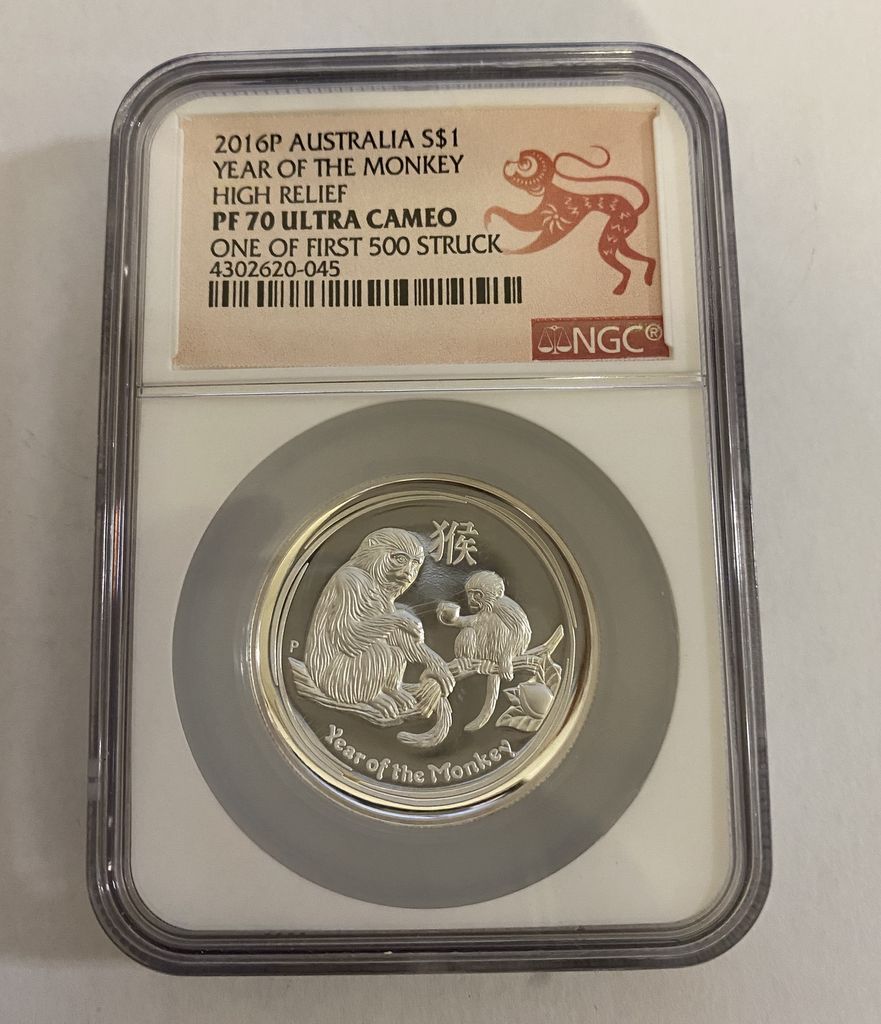 2016P AUSTRALIA S$1
YEAR OF THE MONKEY
HIGH RELIEF
PF 70 ULTRA CAMEO
ONE OF FIRST 500 STRUCK
4302620-045
NGC®
猴
P
Year of the Monkey